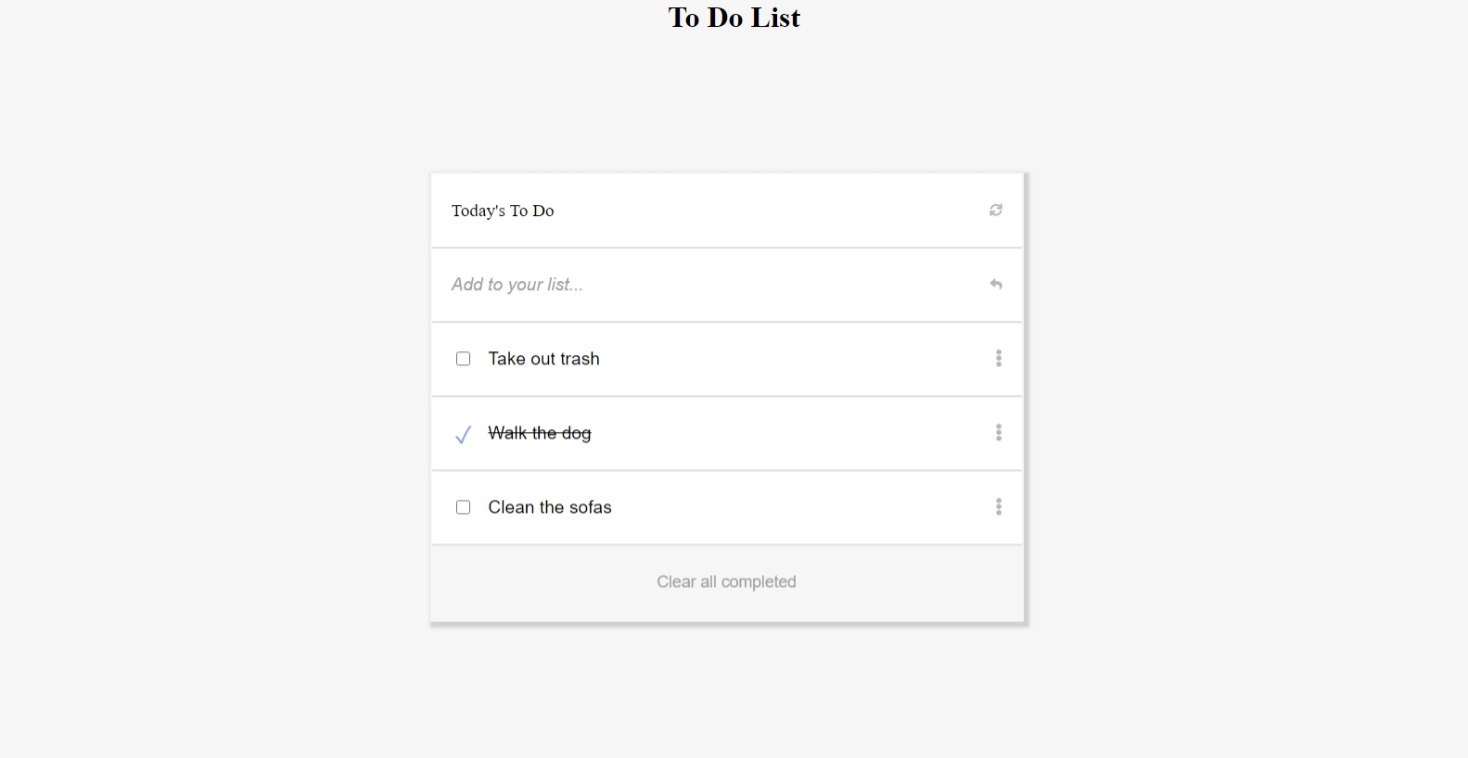 To Do List
Today's To Do
Add to your list...
Take out trash
Walk the dog
Clean the sofas
Clear all completed